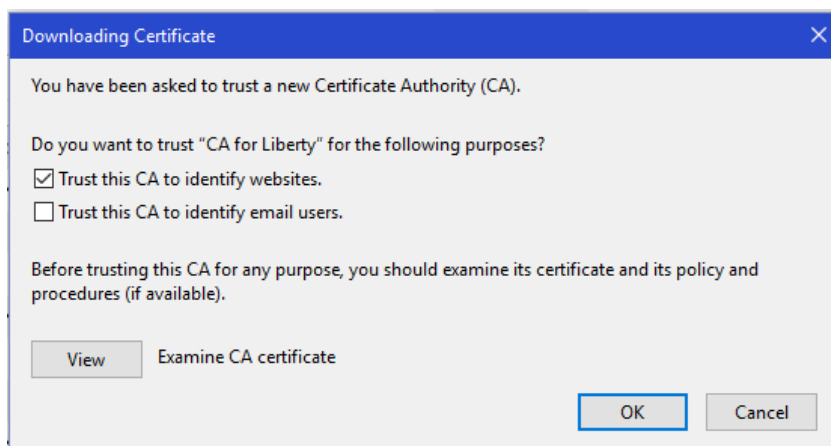 Downloading Certificate
You have been asked to trust a new Certificate Authority (CA).
Do you want to trust “CA for Liberty” for the following purposes?
Trust this CA to identify websites.
Trust this CA to identify email users.
Before trusting this CA for any purpose, you should examine its certificate and its policy and
procedures (if available).
View Examine CA certificate
OK Cancel